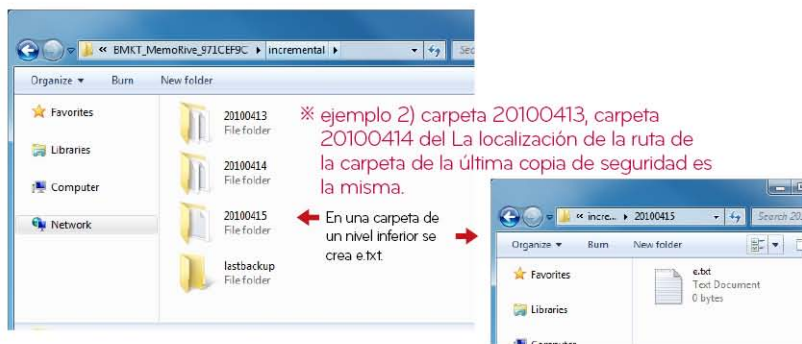 « BMKT_MemoRive_971CEF9C ▸ incremental ▸
Organize ▾ Burn New folder
Favorites
Libraries
Computer
Network
20100413
File folder
20100414
File folder
20100415
File folder
lastbackup
File folder
※ ejemplo 2) carpeta 20100413, carpeta
20100414 del La localización de la ruta de
la carpeta de la última copia de seguridad es
la misma.
En una carpeta de
un nivel inferior se
crea e.txt.
« incre... ▸ 20100415
Search 20
Organize ▾ Burn New folder
Favorites
Libraries
Computer
e.txt
Text Document
0 bytes